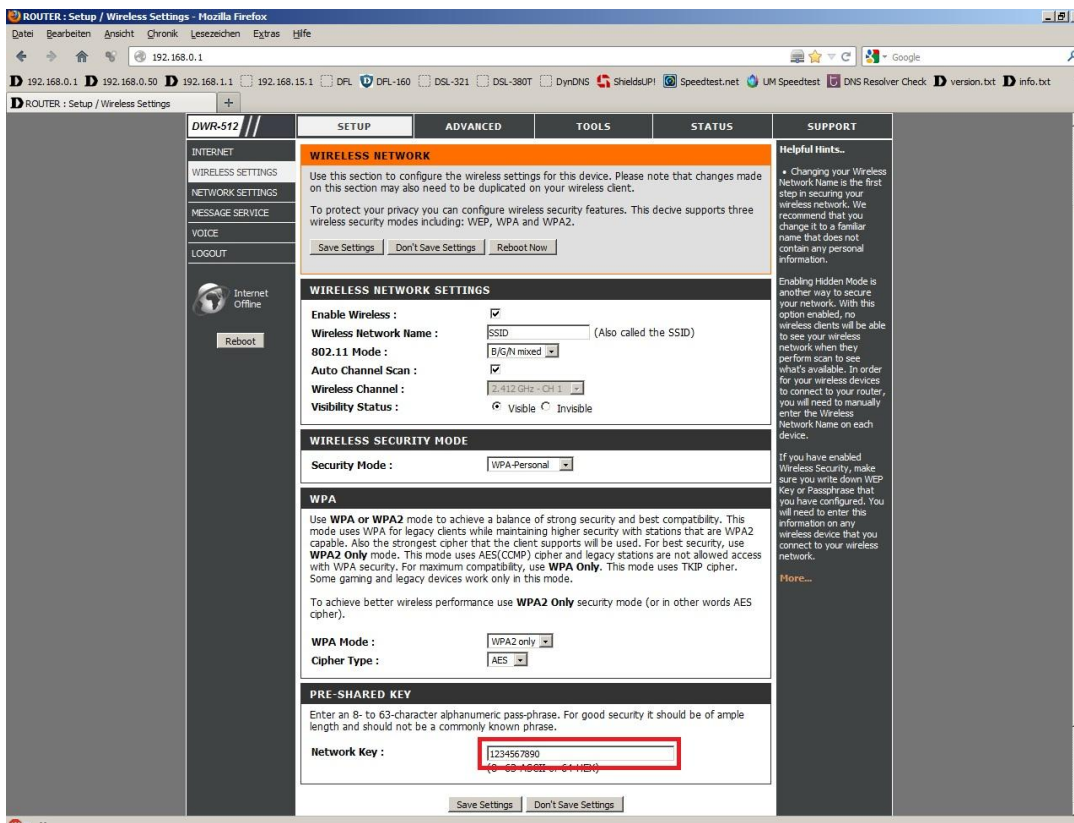 ROUTER : Setup / Wireless Settings - Mozilla Firefox
Datei Bearbeiten Ansicht Chronik Lesezeichen Extras Hilfe
192.168.0.1
Google
192.168.0.1 192.168.0.50 192.168.1.1 192.168.15.1 DFL DFL-160 DSL-321 DSL-380T DynDNS ShieldsUP! Speedtest.net UM Speedtest DNS Resolver Check version.txt info.txt
ROUTER : Setup / Wireless Settings
DWR-512 SETUP ADVANCED TOOLS STATUS SUPPORT
INTERNET
WIRELESS SETTINGS
NETWORK SETTINGS
MESSAGE SERVICE
VOICE
LOGOUT
Internet
Offline
Reboot
WIRELESS NETWORK
Use this section to configure the wireless settings for this device. Please note that changes made
on this section may also need to be duplicated on your wireless client.
To protect your privacy you can configure wireless security features. This decive supports three
wireless security modes including: WEP, WPA and WPA2.
Save Settings Don't Save Settings Reboot Now
WIRELESS NETWORK SETTINGS
Enable Wireless :
Wireless Network Name : SSID (Also called the SSID)
802.11 Mode : B/G/N mixed
Auto Channel Scan :
Wireless Channel : 2.412 GHz - CH 1
Visibility Status : Visible Invisible
WIRELESS SECURITY MODE
Security Mode : WPA-Personal
WPA
Use WPA or WPA2 mode to achieve a balance of strong security and best compatibility. This
mode uses WPA for legacy clients while maintaining higher security with stations that are WPA2
capable. Also the strongest cipher that the client supports will be used. For best security, use
WPA2 Only mode. This mode uses AES(CCMP) cipher and legacy stations are not allowed access
with WPA security. For maximum compatibility, use WPA Only. This mode uses TKIP cipher.
Some gaming and legacy devices work only in this mode.
To achieve better wireless performance use WPA2 Only security mode (or in other words AES
cipher).
WPA Mode : WPA2 only
Cipher Type : AES
PRE-SHARED KEY
Enter an 8- to 63-character alphanumeric pass-phrase. For good security it should be of ample
length and should not be a commonly known phrase.
Network Key : 1234567890
(8~63 ASCII or 64 HEX)
Save Settings Don't Save Settings
Helpful Hints..
• Changing your Wireless
Network Name is the first
step in securing your
wireless network. We
recommend that you
change it to a familiar
name that does not
contain any personal
information.
Enabling Hidden Mode is
another way to secure
your network. With this
option enabled, no
wireless clients will be able
to see your wireless
network when they
perform scan to see
what's available. In order
for your wireless devices
to connect to your router,
you will need to manually
enter the Wireless
Network Name on each
device.
If you have enabled
Wireless Security, make
sure you write down WEP
Key or Passphrase that
you have configured. You
will need to enter this
information on any
wireless device that you
connect to your wireless
network.
More...